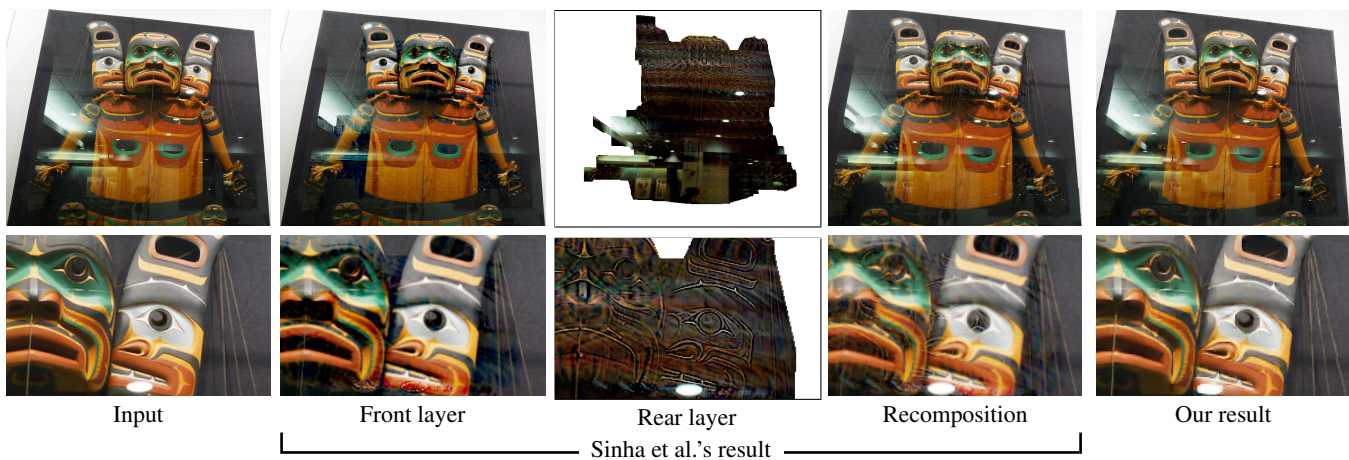 Input
Front layer
Rear layer
Recomposition
Our result
Sinha et al.'s result